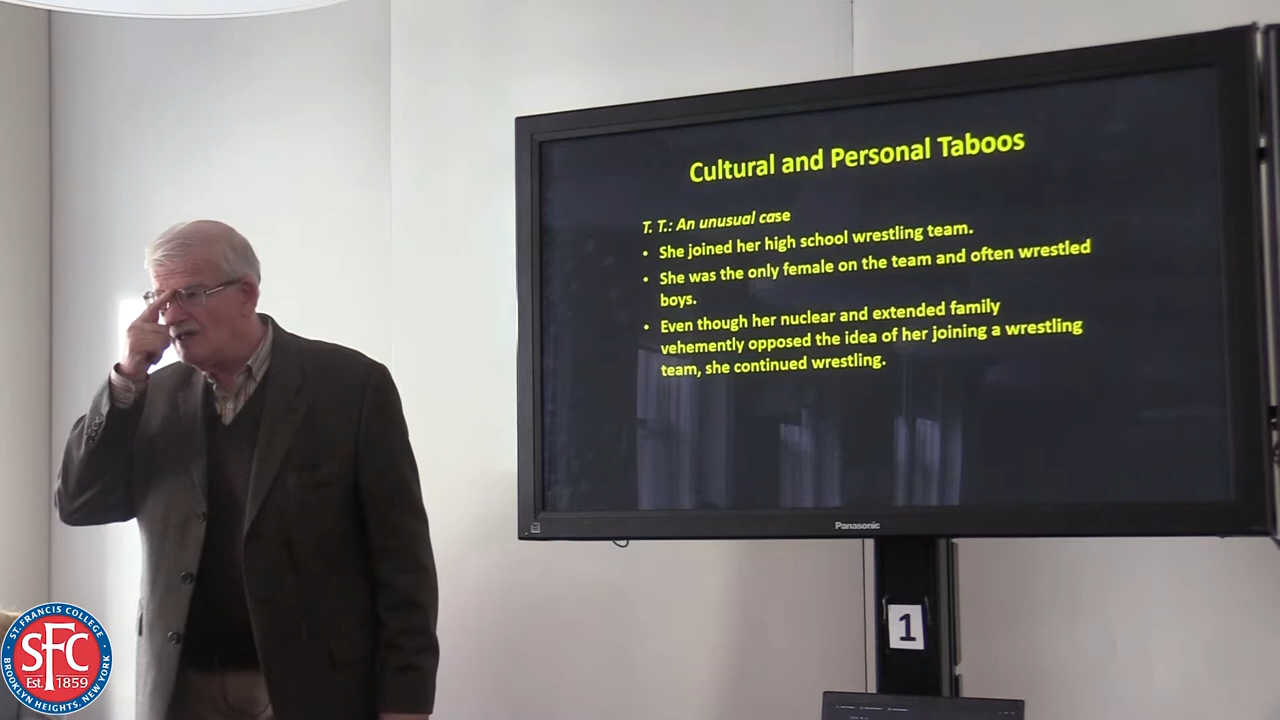 Cultural and Personal Taboos
T. T.: An unusual case
• She joined her high school wrestling team.
• She was the only female on the team and often wrestled
boys.
• Even though her nuclear and extended family
vehemently opposed the idea of her joining a wrestling
team, she continued wrestling.
Panasonic
1
ST. FRANCIS COLLEGE
SFC
EST. 1859
BROOKLYN HEIGHTS, NEW YORK